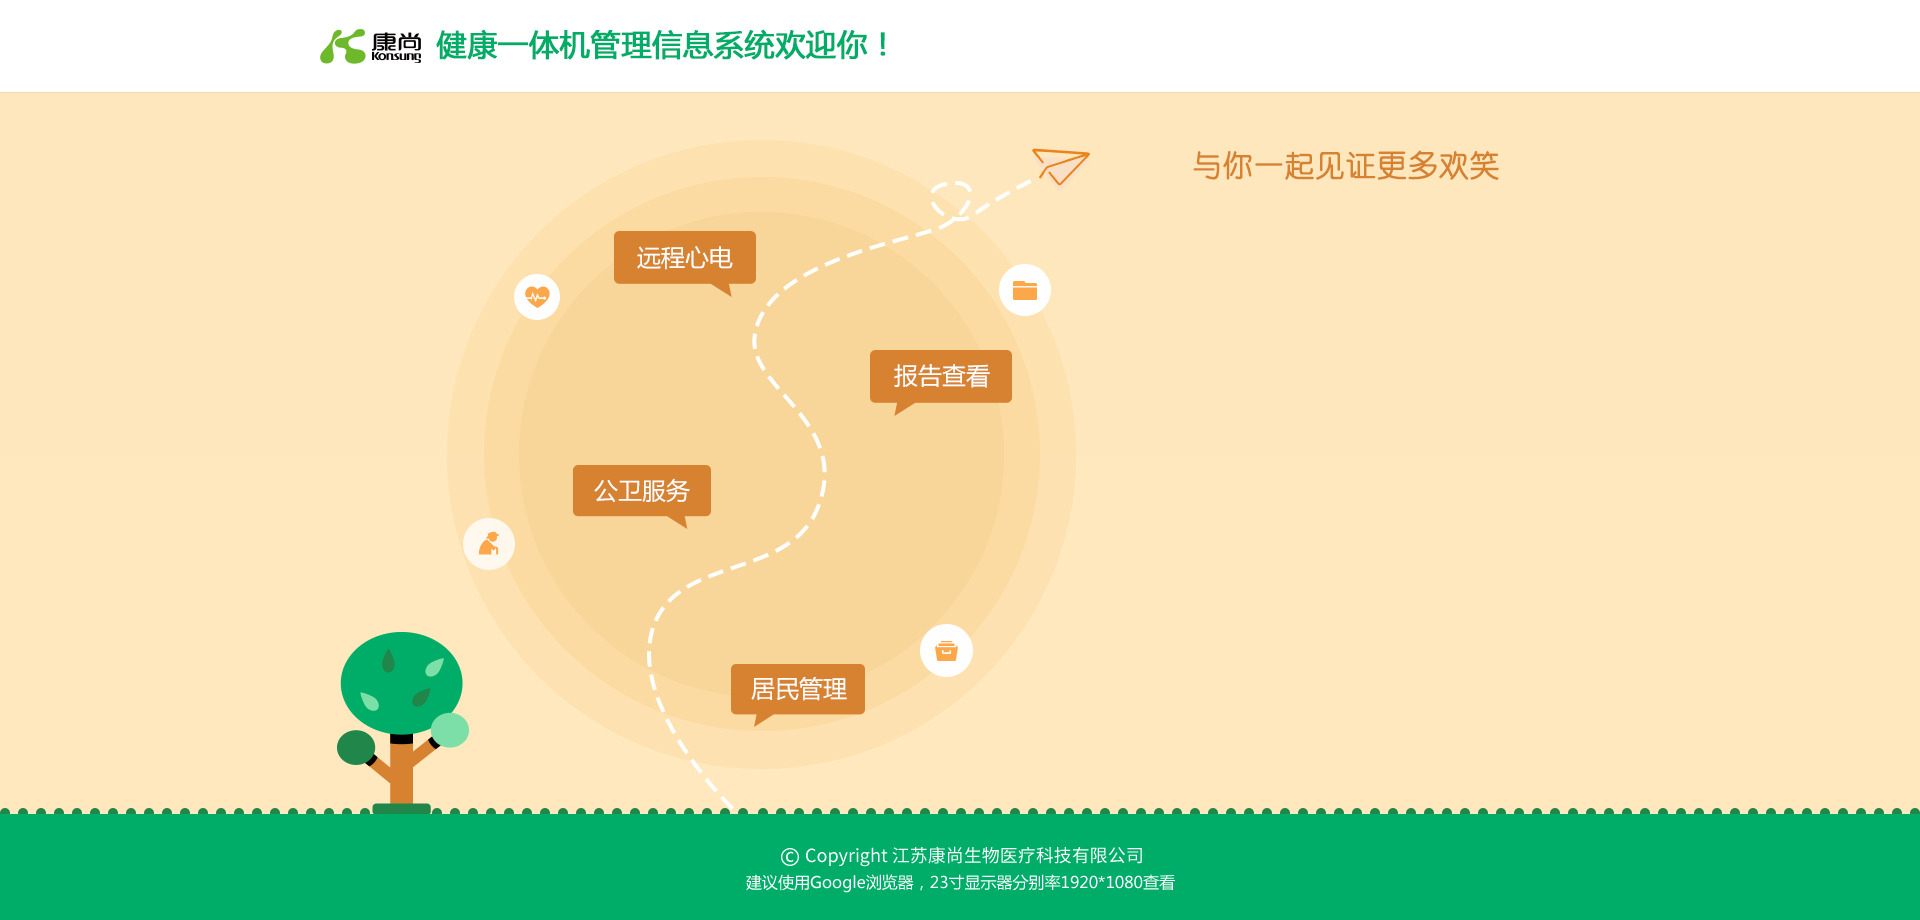 康尚
Konsung
健康一体机管理信息系统欢迎你！
与你一起见证更多欢笑
远程心电
报告查看
公卫服务
居民管理
© Copyright 江苏康尚生物医疗科技有限公司
建议使用Google浏览器，23寸显示器分别率1920*1080查看